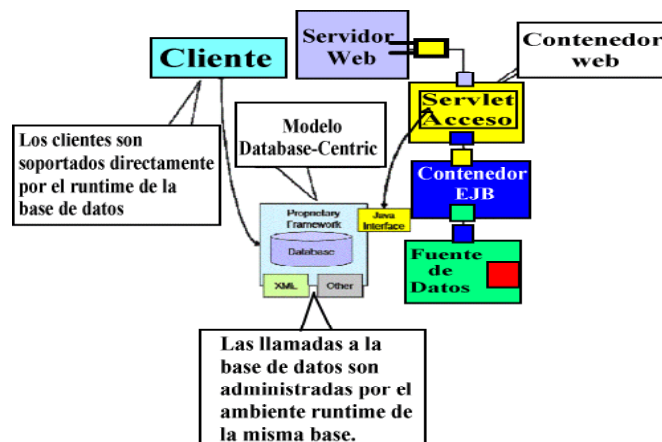 Cliente
Servidor
Web
Contenedor
web
Servlet
Acceso
Los clientes son
soportados directamente
por el runtime de la
base de datos
Modelo
Database-Centric
Contenedor
EJB
Proprietary
Framework
Java
Interface
Database
XML
Other
Fuente
de
Datos
Las llamadas a la
base de datos son
administradas por el
ambiente runtime de
la misma base.